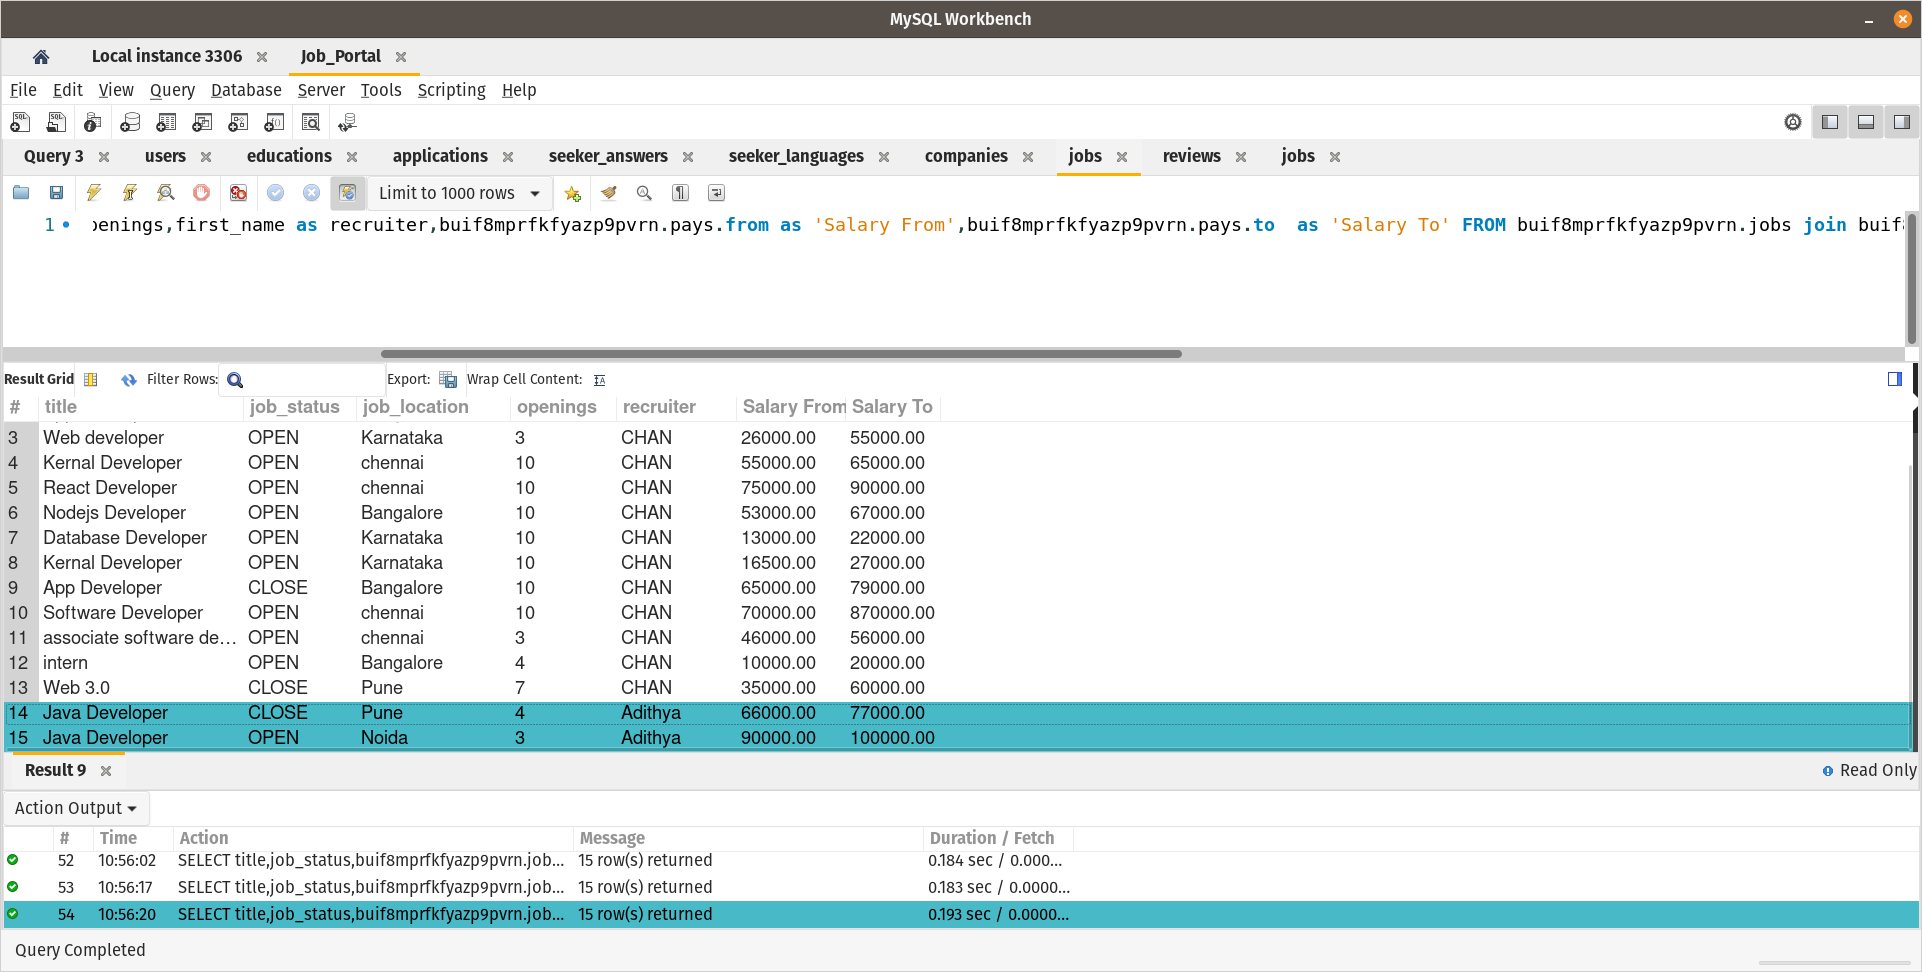 MySQL Workbench
Local instance 3306 Job_Portal
File Edit View Query Database Server Tools Scripting Help
Query 3 users educations applications seeker_answers seeker_languages companies jobs reviews jobs
Limit to 1000 rows
1 penings,first_name as recruiter,buif8mprfkfyazp9pvrn.pays.from as 'Salary From',buif8mprfkfyazp9pvrn.pays.to as 'Salary To' FROM buif8mprfkfyazp9pvrn.jobs join buif
Result Grid Filter Rows: Export: Wrap Cell Content:
# title job_status job_location openings recruiter Salary From Salary To
3 Web developer OPEN Karnataka 3 CHAN 26000.00 55000.00
4 Kernal Developer OPEN chennai 10 CHAN 55000.00 65000.00
5 React Developer OPEN chennai 10 CHAN 75000.00 90000.00
6 Nodejs Developer OPEN Bangalore 10 CHAN 53000.00 67000.00
7 Database Developer OPEN Karnataka 10 CHAN 13000.00 22000.00
8 Kernal Developer OPEN Karnataka 10 CHAN 16500.00 27000.00
9 App Developer CLOSE Bangalore 10 CHAN 65000.00 79000.00
10 Software Developer OPEN chennai 10 CHAN 70000.00 870000.00
11 associate software de... OPEN chennai 3 CHAN 46000.00 56000.00
12 intern OPEN Bangalore 4 CHAN 10000.00 20000.00
13 Web 3.0 CLOSE Pune 7 CHAN 35000.00 60000.00
14 Java Developer CLOSE Pune 4 Adithya 66000.00 77000.00
15 Java Developer OPEN Noida 3 Adithya 90000.00 100000.00
Result 9 Read Only
Action Output
# Time Action Message Duration / Fetch
52 10:56:02 SELECT title,job_status,buif8mprfkfyazp9pvrn.job... 15 row(s) returned 0.184 sec / 0.000...
53 10:56:17 SELECT title,job_status,buif8mprfkfyazp9pvrn.job... 15 row(s) returned 0.183 sec / 0.0000...
54 10:56:20 SELECT title,job_status,buif8mprfkfyazp9pvrn.job... 15 row(s) returned 0.193 sec / 0.0000...
Query Completed